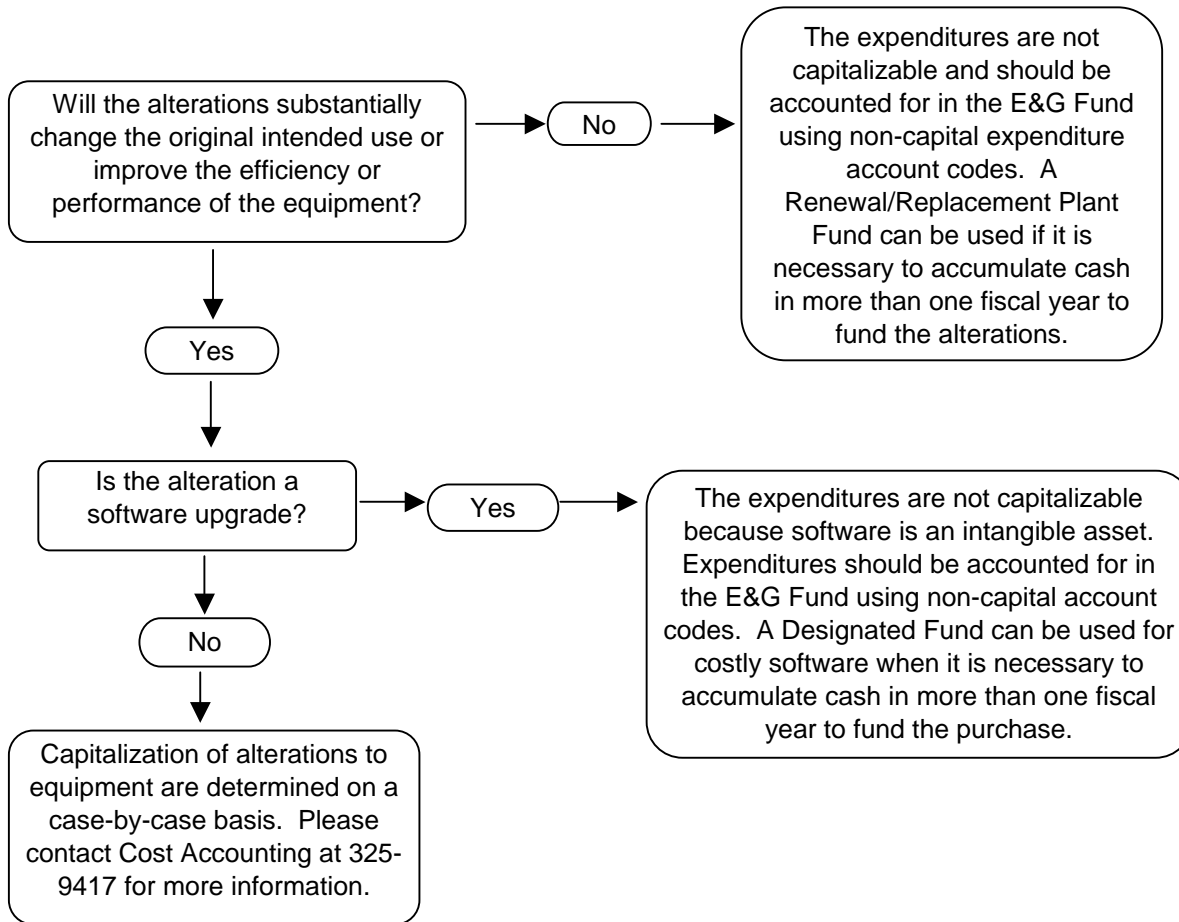 Will the alterations substantially
change the original intended use or
improve the efficiency or
performance of the equipment?
No
The expenditures are not
capitalizable and should be
accounted for in the E&G Fund
using non-capital expenditure
account codes.  A
Renewal/Replacement Plant
Fund can be used if it is
necessary to accumulate cash
in more than one fiscal year to
fund the alterations.
Yes
Is the alteration a
software upgrade?
Yes
The expenditures are not capitalizable
because software is an intangible asset.
Expenditures should be accounted for in
the E&G Fund using non-capital account
codes.  A Designated Fund can be used for
costly software when it is necessary to
accumulate cash in more than one fiscal
year to fund the purchase.
No
Capitalization of alterations to
equipment are determined on a
case-by-case basis.  Please
contact Cost Accounting at 325-
9417 for more information.